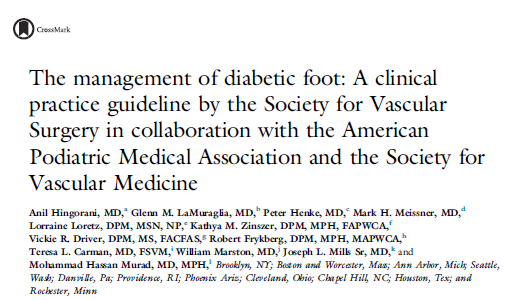 CrossMark
The management of diabetic foot: A clinical
practice guideline by the Society for Vascular
Surgery in collaboration with the American
Podiatric Medical Association and the Society for
Vascular Medicine
Anil Hingorani, MD,a Glenn M. LaMuraglia, MD,b Peter Henke, MD,c Mark H. Meissner, MD,d
Lorraine Loretz, DPM, MSN, NP,e Kathya M. Zinszer, DPM, MPH, FAPWCA,f
Vickie R. Driver, DPM, MS, FACFAS,g Robert Frykberg, DPM, MPH, MAPWCA,h
Teresa L. Carman, MD, FSVM,i William Marston, MD,j Joseph L. Mills Sr, MD,k and
Mohammad Hassan Murad, MD, MPH,l Brooklyn, NY; Boston and Worcester, Mass; Ann Arbor, Mich; Seattle,
Wash; Danville, Pa; Providence, RI; Phoenix, Ariz; Cleveland, Ohio; Chapel Hill, NC; Houston, Tex; and
Rochester, Minn